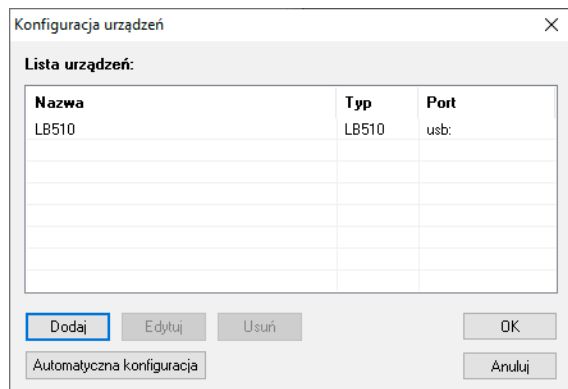 Konfiguracja urządzeń
Lista urządzeń:
Nazwa Typ Port
LB510 LB510 usb:
Dodaj Edytuj Usuń OK
Automatyczna konfiguracja Anuluj